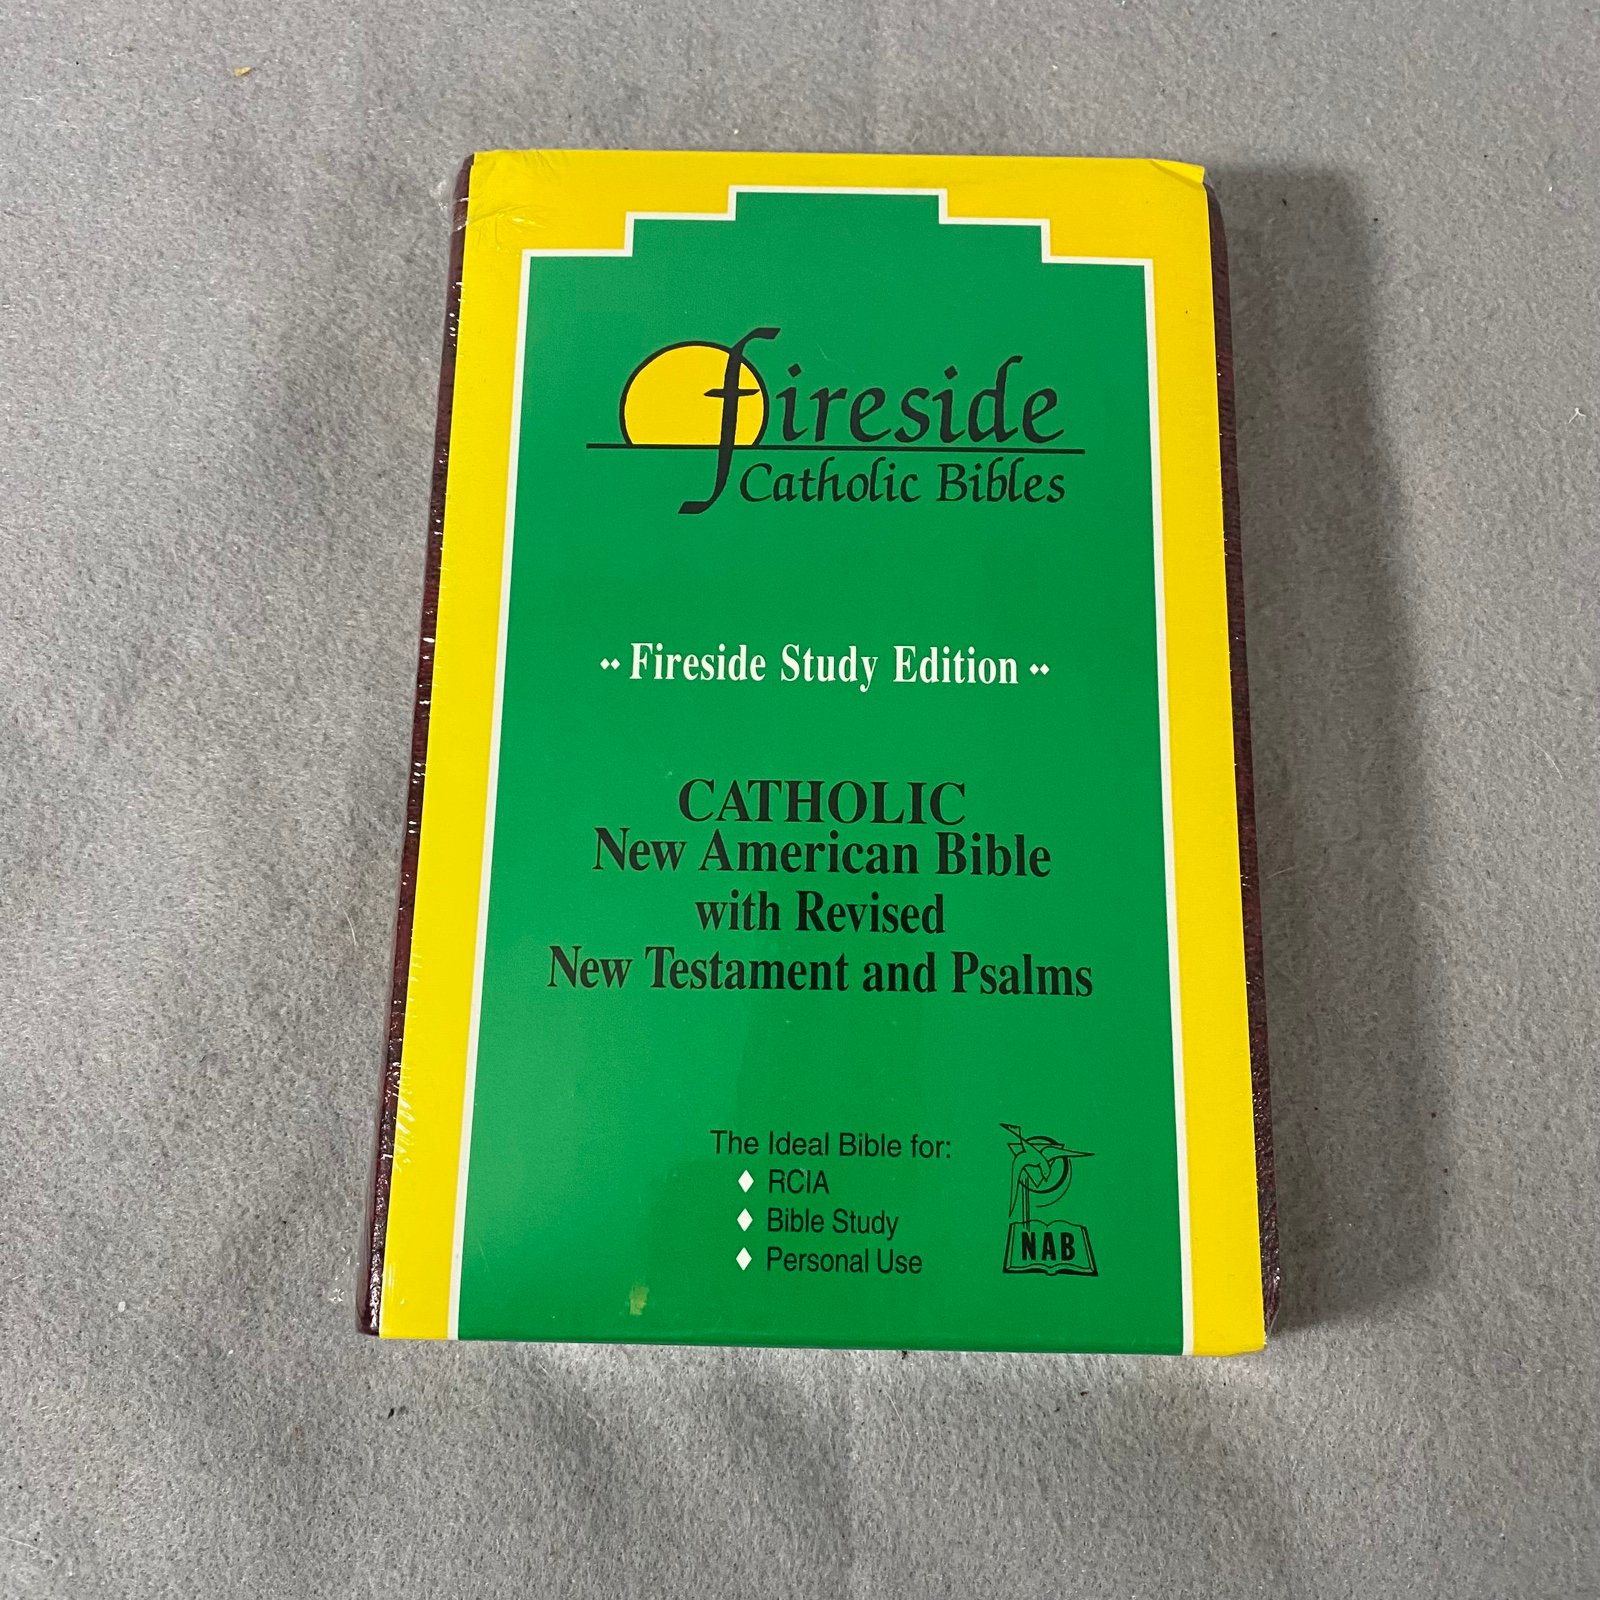 fireside
Catholic Bibles
Fireside Study Edition
CATHOLIC
New American Bible
with Revised
New Testament and Psalms
The Ideal Bible for:
RCIA
Bible Study
Personal Use
NAB